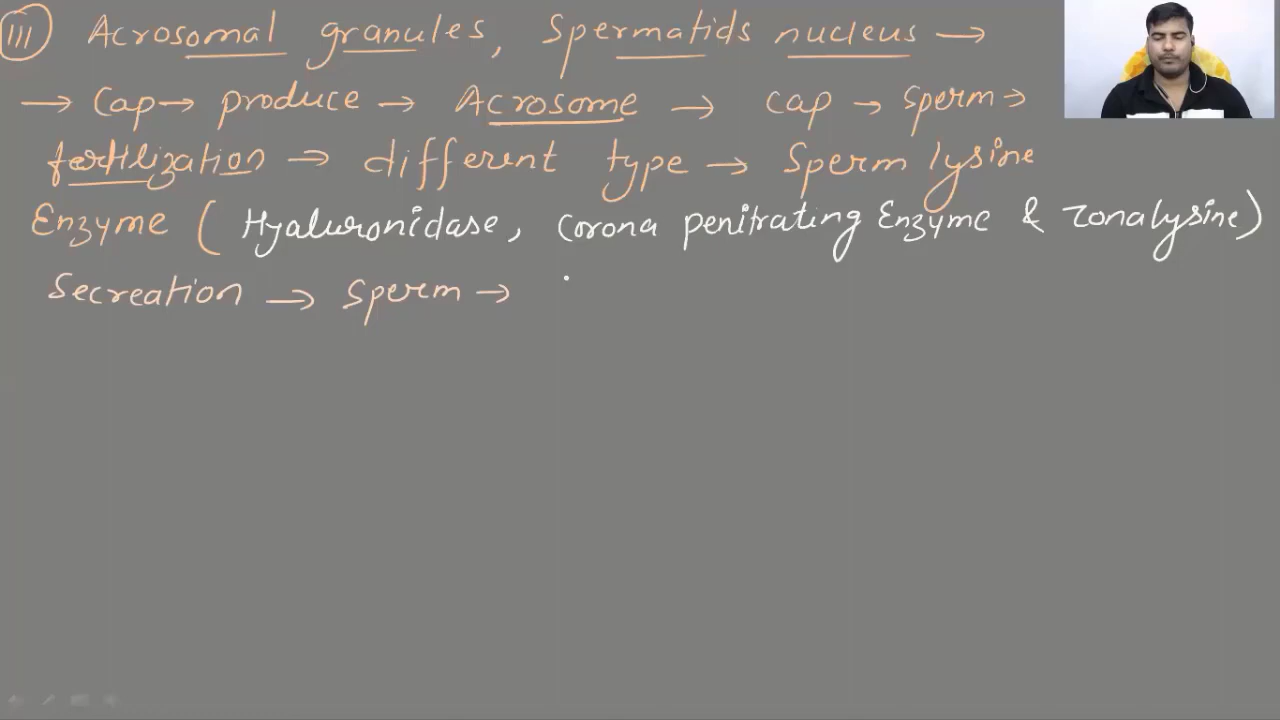 III Acrosomal granules, Spermatids nucleus →
→ Cap → produce → Acrosome → cap → sperm →
fertilization → different type → Sperm lysine
Enzyme ( Hyaluronidase, corona penitrating Enzyme & zonalysine)
Secreation → Sperm →